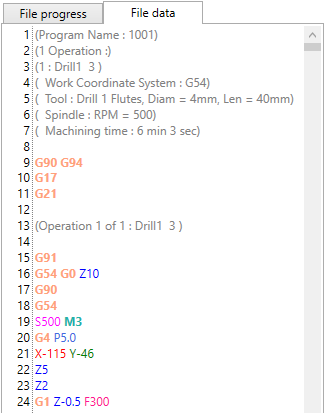 File progress File data
1 (Program Name : 1001)
2 (1 Operation :)
3 (1 : Drill1  3 )
4 (  Work Coordinate System : G54)
5 (  Tool : Drill 1 Flutes, Diam = 4mm, Len = 40mm)
6 (  Spindle : RPM = 500)
7 (  Machining time : 6 min 3 sec)
8
9 G90 G94
10 G17
11 G21
12
13 (Operation 1 of 1 : Drill1  3 )
14
15 G91
16 G54 G0 Z10
17 G90
18 G54
19 S500 M3
20 G4 P5.0
21 X-115 Y-46
22 Z5
23 Z2
24 G1 Z-0.5 F300